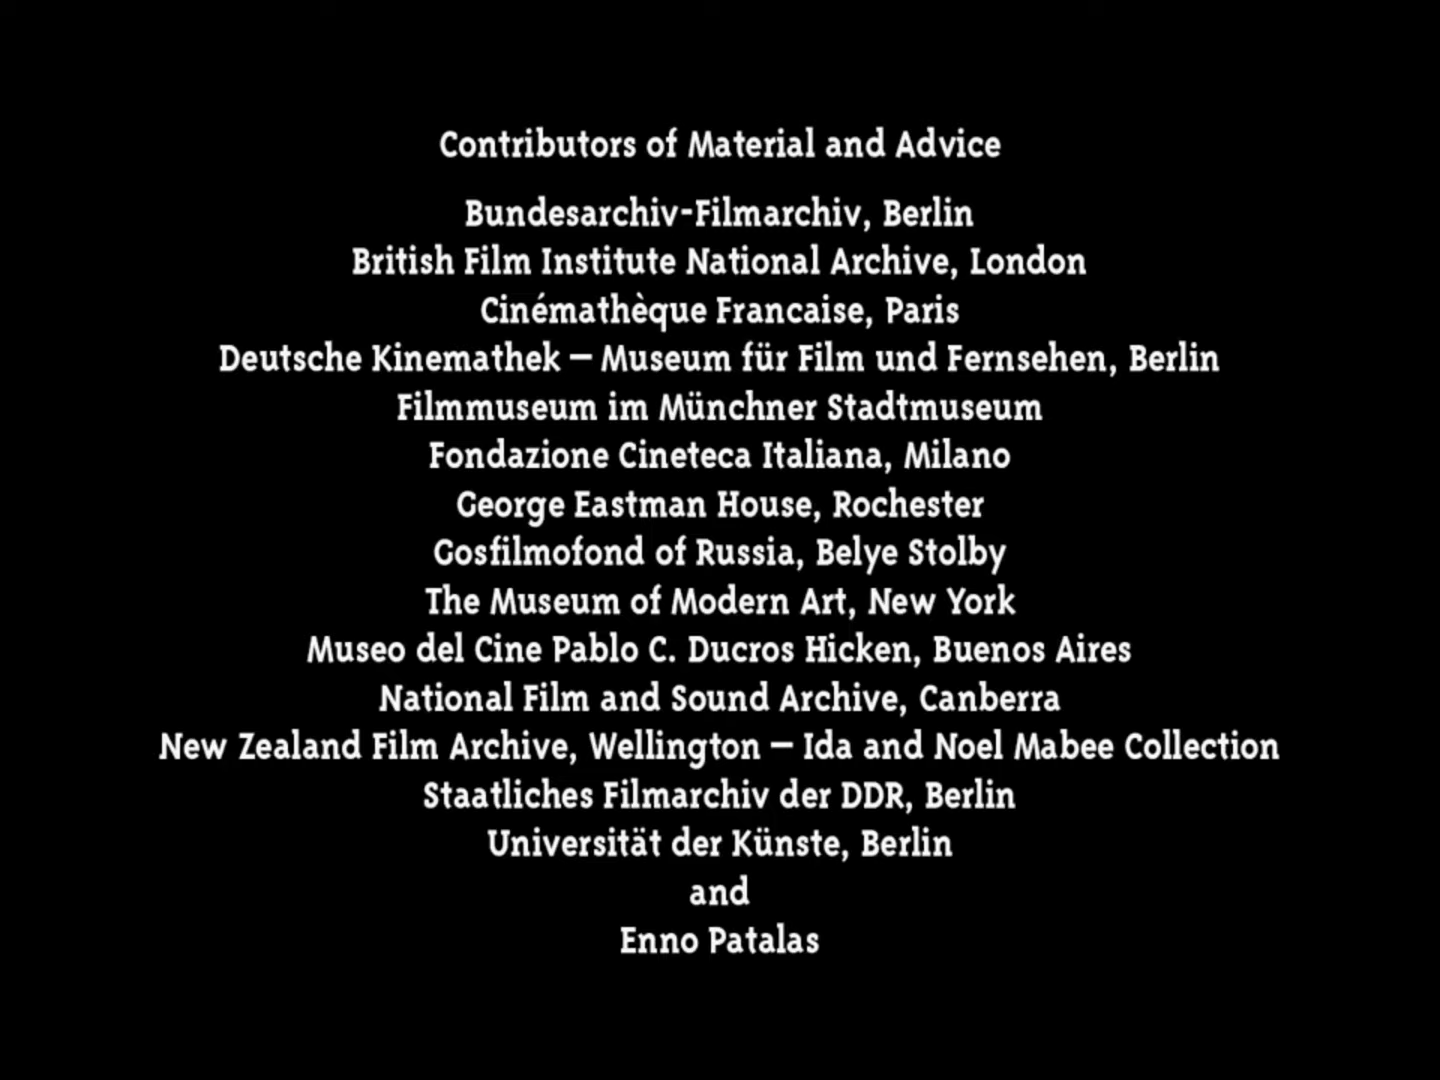 Contributors of Material and Advice
Bundesarchiv-Filmarchiv, Berlin
British Film Institute National Archive, London
Cinémathèque Francaise, Paris
Deutsche Kinemathek – Museum für Film und Fernsehen, Berlin
Filmmuseum im Münchner Stadtmuseum
Fondazione Cineteca Italiana, Milano
George Eastman House, Rochester
Gosfilmofond of Russia, Belye Stolby
The Museum of Modern Art, New York
Museo del Cine Pablo C. Ducros Hicken, Buenos Aires
National Film and Sound Archive, Canberra
New Zealand Film Archive, Wellington – Ida and Noel Mabee Collection
Staatliches Filmarchiv der DDR, Berlin
Universität der Künste, Berlin
and
Enno Patalas